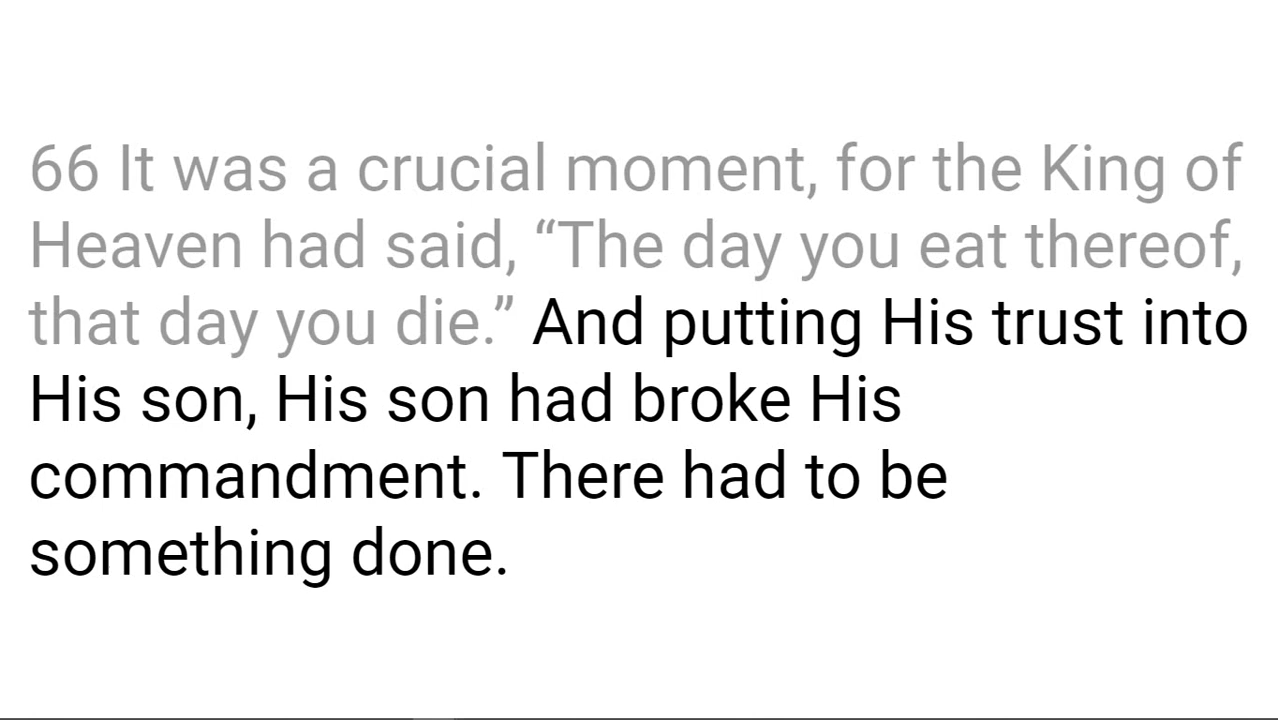 66 It was a crucial moment, for the King of
Heaven had said, “The day you eat thereof,
that day you die.” And putting His trust into
His son, His son had broke His
commandment. There had to be
something done.